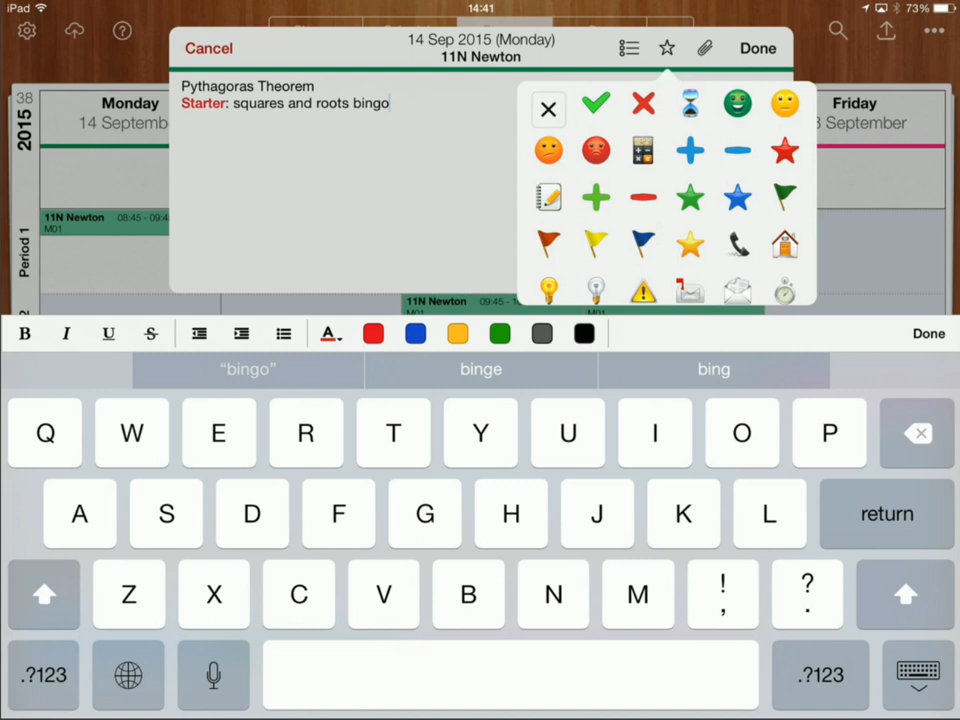 iPad
14:41
73%
Cancel
14 Sep 2015 (Monday)
11N Newton
Done
Pythagoras Theorem
Starter: squares and roots bingo
38
2015
Monday
14 Septemb
Friday
September
Period 1
11N Newton 08:45 - 09:4
M01
2
11N Newton 09:45 - 1
M01
B I U S A Done
“bingo” binge bing
Q W E R T Y U I O P
A S D F G H J K L return
Z X C V B N M ! , ? .
.?123 .?123